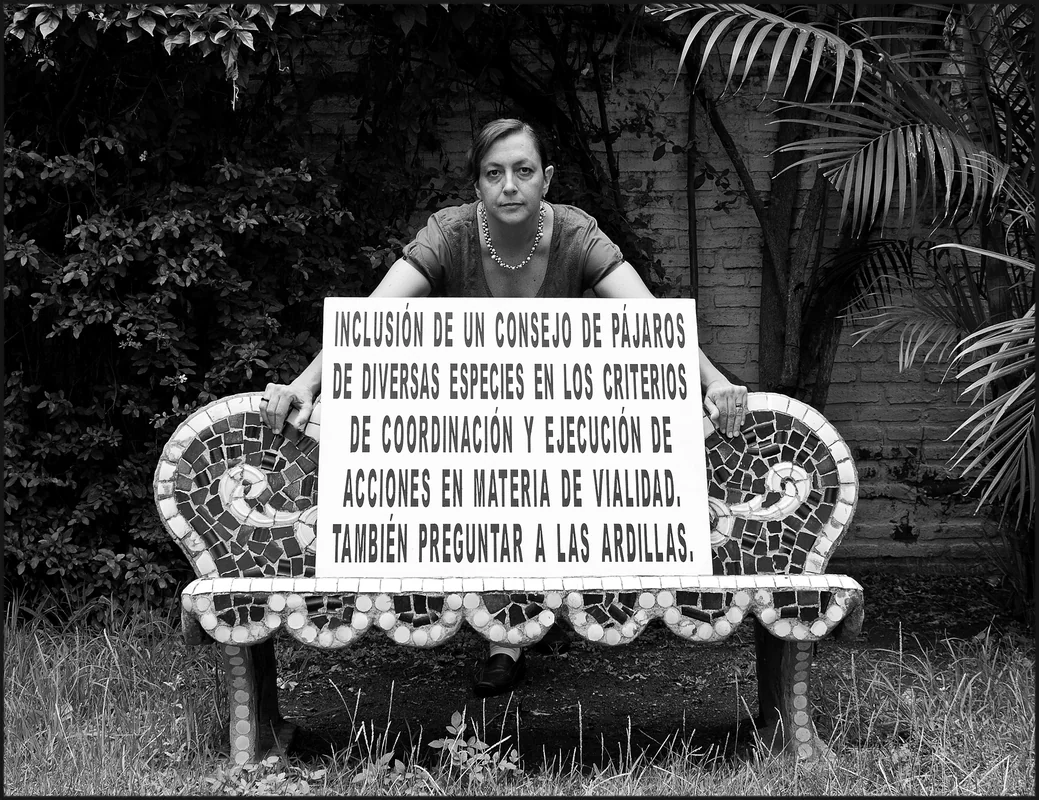 INCLUSIÓN DE UN CONSEJO DE PÁJAROS
DE DIVERSAS ESPECIES EN LOS CRITERIOS
DE COORDINACIÓN Y EJECUCIÓN DE
ACCIONES EN MATERIA DE VIALIDAD.
TAMBIÉN PREGUNTAR A LAS ARDILLAS.